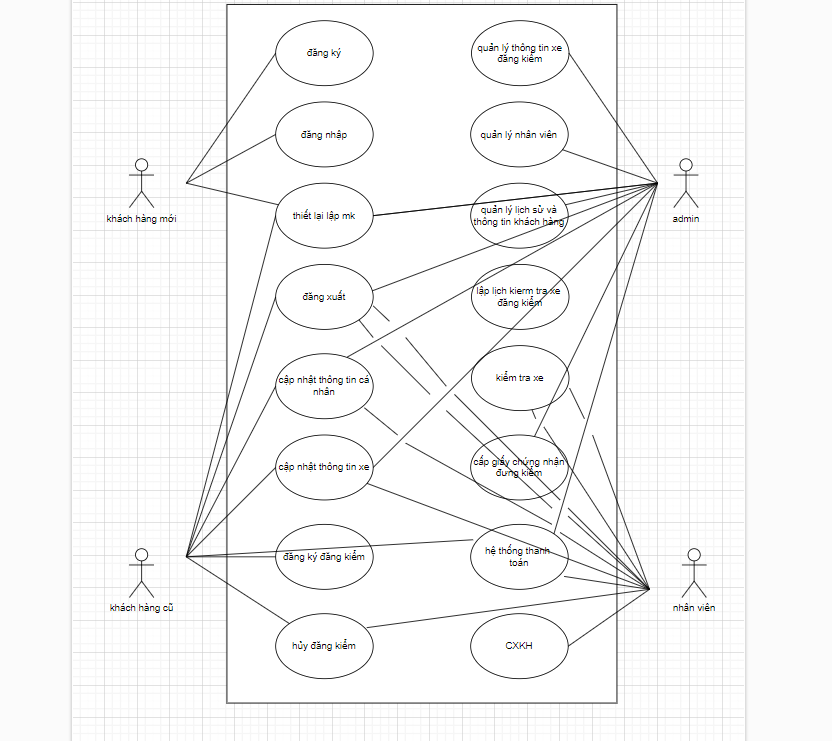 đăng ký
quản lý thông tin xe
đăng kiểm
đăng nhập
quản lý nhân viên
khách hàng mới
thiết lại lập mk
quản lý lịch sử và
thông tin khách hàng
admin
đăng xuất
lập lịch kierm tra xe
đăng kiểm
cập nhật thông tin cá
nhân
kiểm tra xe
cập nhật thông tin xe
cấp giấy chứng nhận
đưng kiểm
đăng ký đăng kiểm
hệ thống thanh
toán
khách hàng cũ
nhân viên
hủy đăng kiểm
CXKH